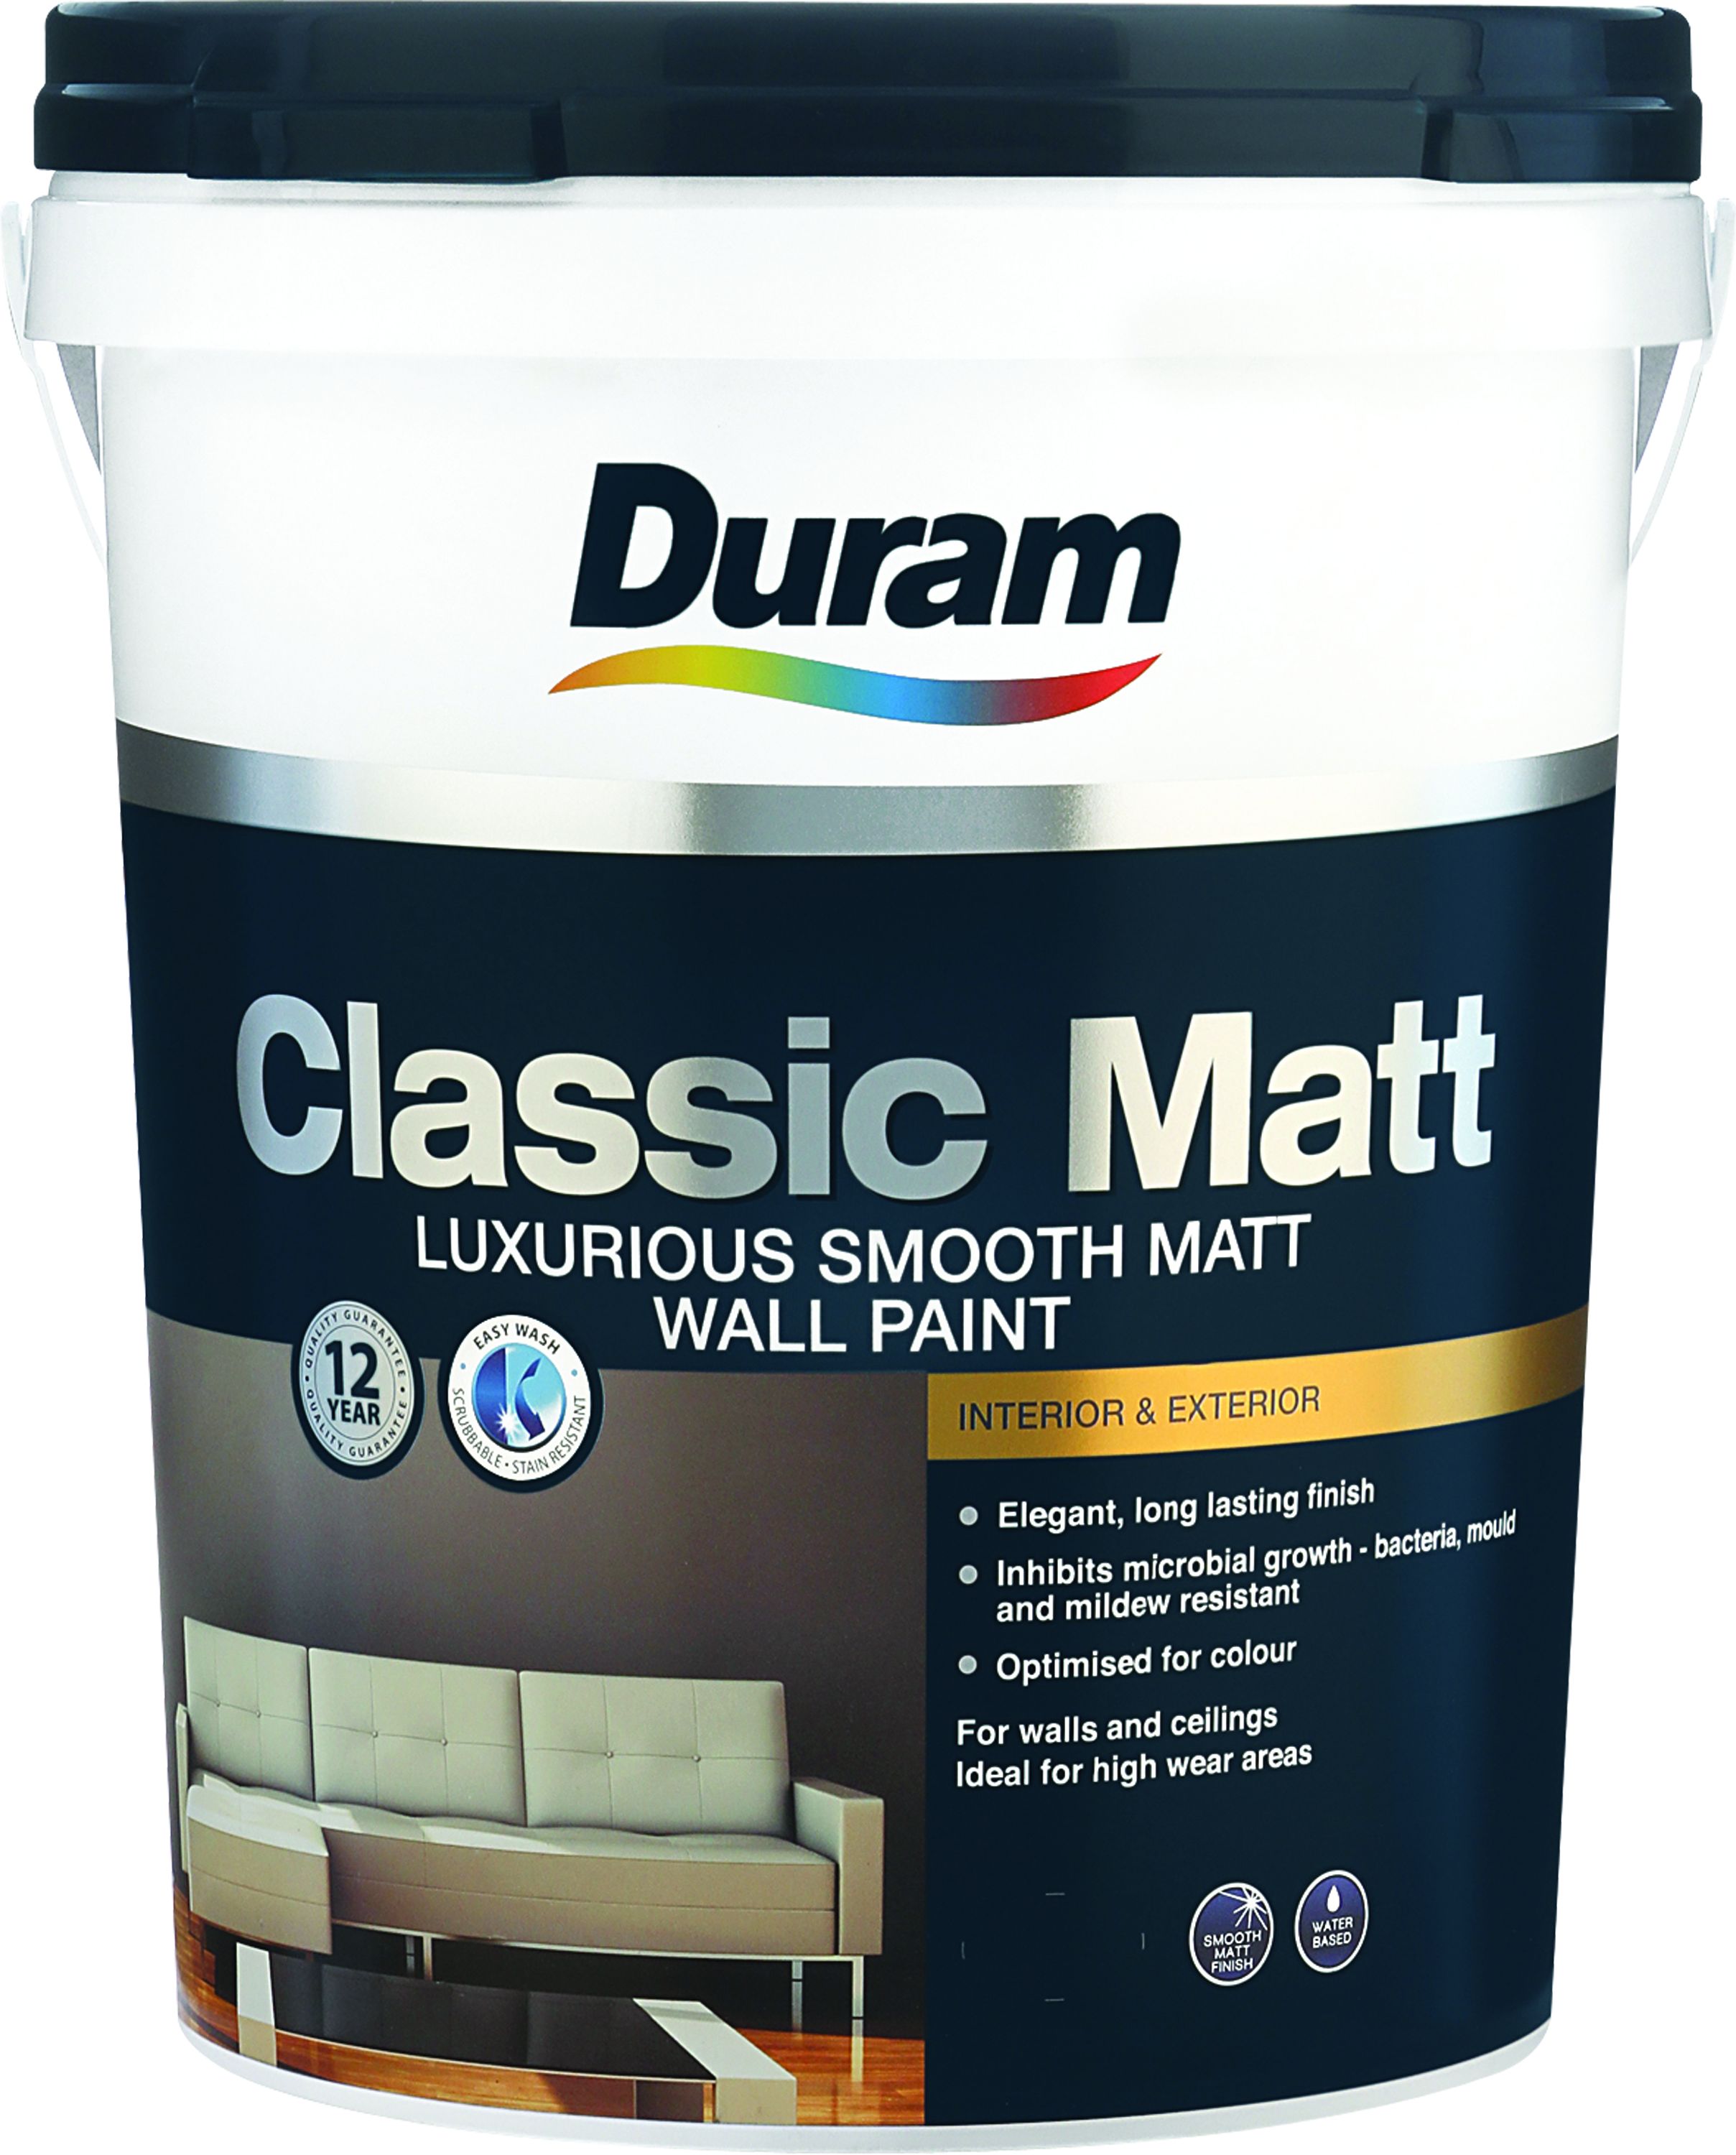 Duram
Classic Matt
LUXURIOUS SMOOTH MATT
WALL PAINT
QUALITY GUARANTEE • QUALITY GUARANTEE •
12
YEAR
EASY WASH
• SCRUBBABLE • STAIN RESISTANT •
INTERIOR & EXTERIOR
• Elegant, long lasting finish
• Inhibits microbial growth - bacteria, mould
and mildew resistant
• Optimised for colour
For walls and ceilings
Ideal for high wear areas
SMOOTH
MATT
FINISH
WATER
BASED